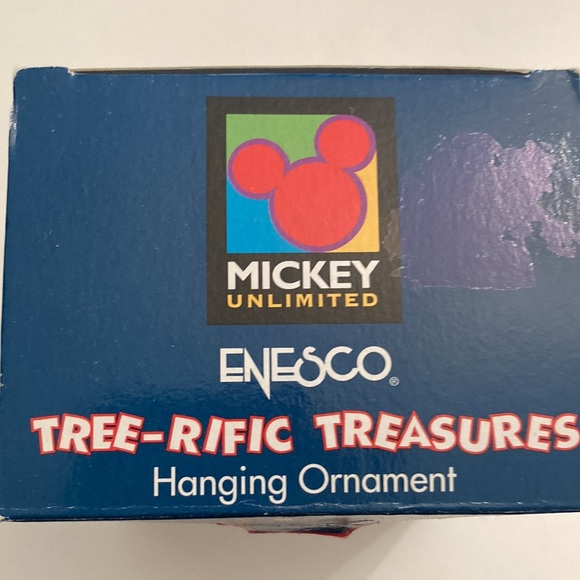 MICKEY
UNLIMITED
ENESCO®
TREE-RIFIC TREASURES
Hanging Ornament